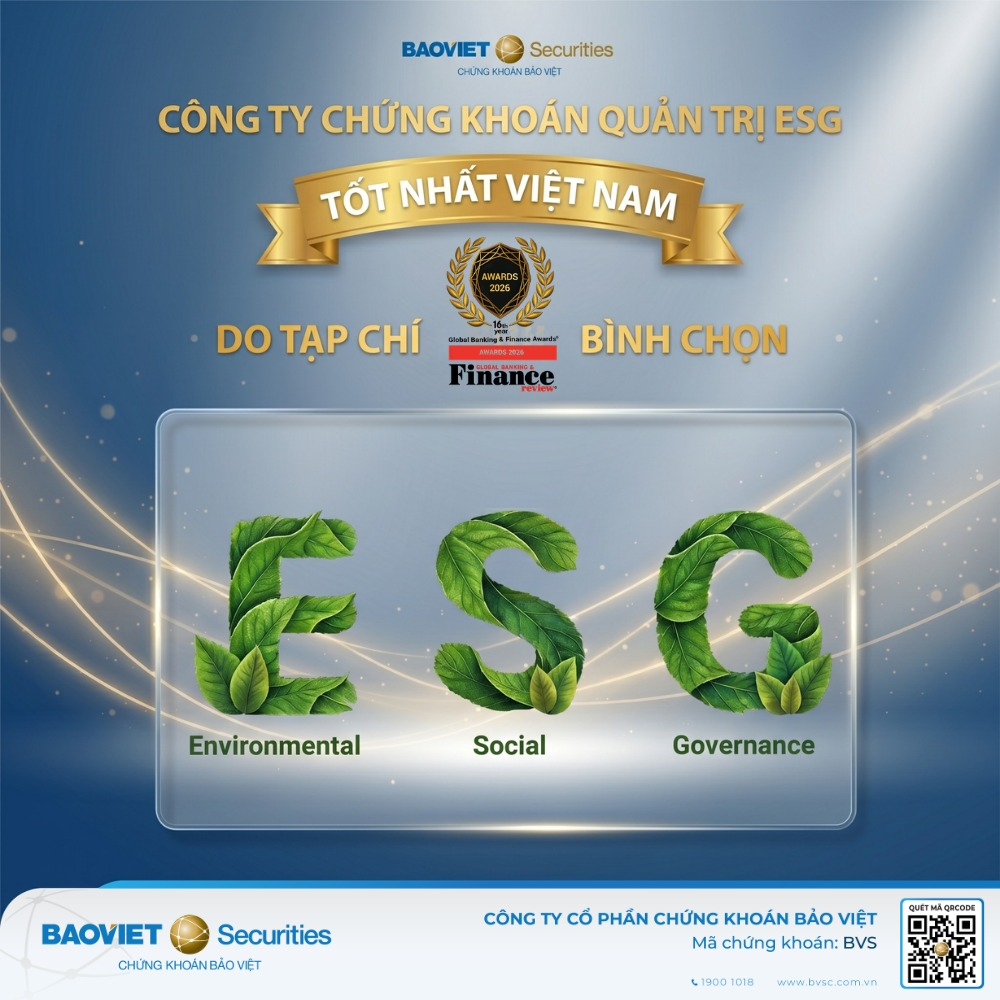 BAOVIET Securities
CHỨNG KHOÁN BẢO VIỆT
CÔNG TY CHỨNG KHOÁN QUẢN TRỊ ESG
TỐT NHẤT VIỆT NAM
DO TẠP CHÍ
AWARDS
2026
16th
year
Global Banking & Finance Awards®
AWARDS 2026
GLOBAL BANKING &
Finance
review®
BÌNH CHỌN
ESG
Environmental Social Governance
BAOVIET Securities
CHỨNG KHOÁN BẢO VIỆT
CÔNG TY CỔ PHẦN CHỨNG KHOÁN BẢO VIỆT
Mã chứng khoán: BVS
1900 1018 www.bvsc.com.vn
QUÉT MÃ QRCODE